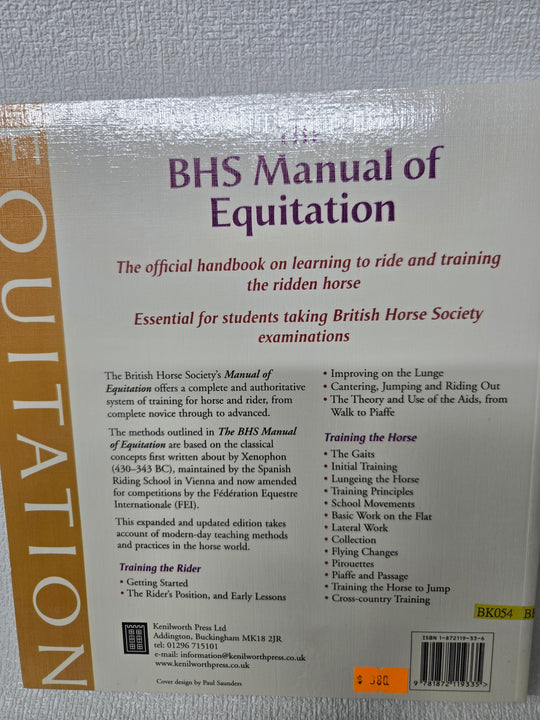 EQUITATION
The
BHS Manual of
Equitation
The official handbook on learning to ride and training
the ridden horse
Essential for students taking British Horse Society
examinations
The British Horse Society's Manual of
Equitation offers a complete and authoritative
system of training for horse and rider, from
complete novice through to advanced.
The methods outlined in The BHS Manual
of Equitation are based on the classical
concepts first written about by Xenophon
(430–343 BC), maintained by the Spanish
Riding School in Vienna and now amended
for competitions by the Fédération Equestre
Internationale (FEI).
This expanded and updated edition takes
account of modern-day teaching methods
and practices in the horse world.
Training the Rider
• Getting Started
• The Rider's Position, and Early Lessons
• Improving on the Lunge
• Cantering, Jumping and Riding Out
• The Theory and Use of the Aids, from
Walk to Piaffe
Training the Horse
• The Gaits
• Initial Training
• Lungeing the Horse
• Training Principles
• School Movements
• Basic Work on the Flat
• Lateral Work
• Collection
• Flying Changes
• Pirouettes
• Piaffe and Passage
• Training the Horse to Jump
• Cross-country Training
Kenilworth Press Ltd
Addington, Buckingham MK18 2JR
tel: 01296 715101
e-mail: information@kenilworthpress.co.uk
www.kenilworthpress.co.uk
Cover design by Paul Saunders
$ 380
BK054
ISBN 1-872119-33-6
9 781872 119335 >